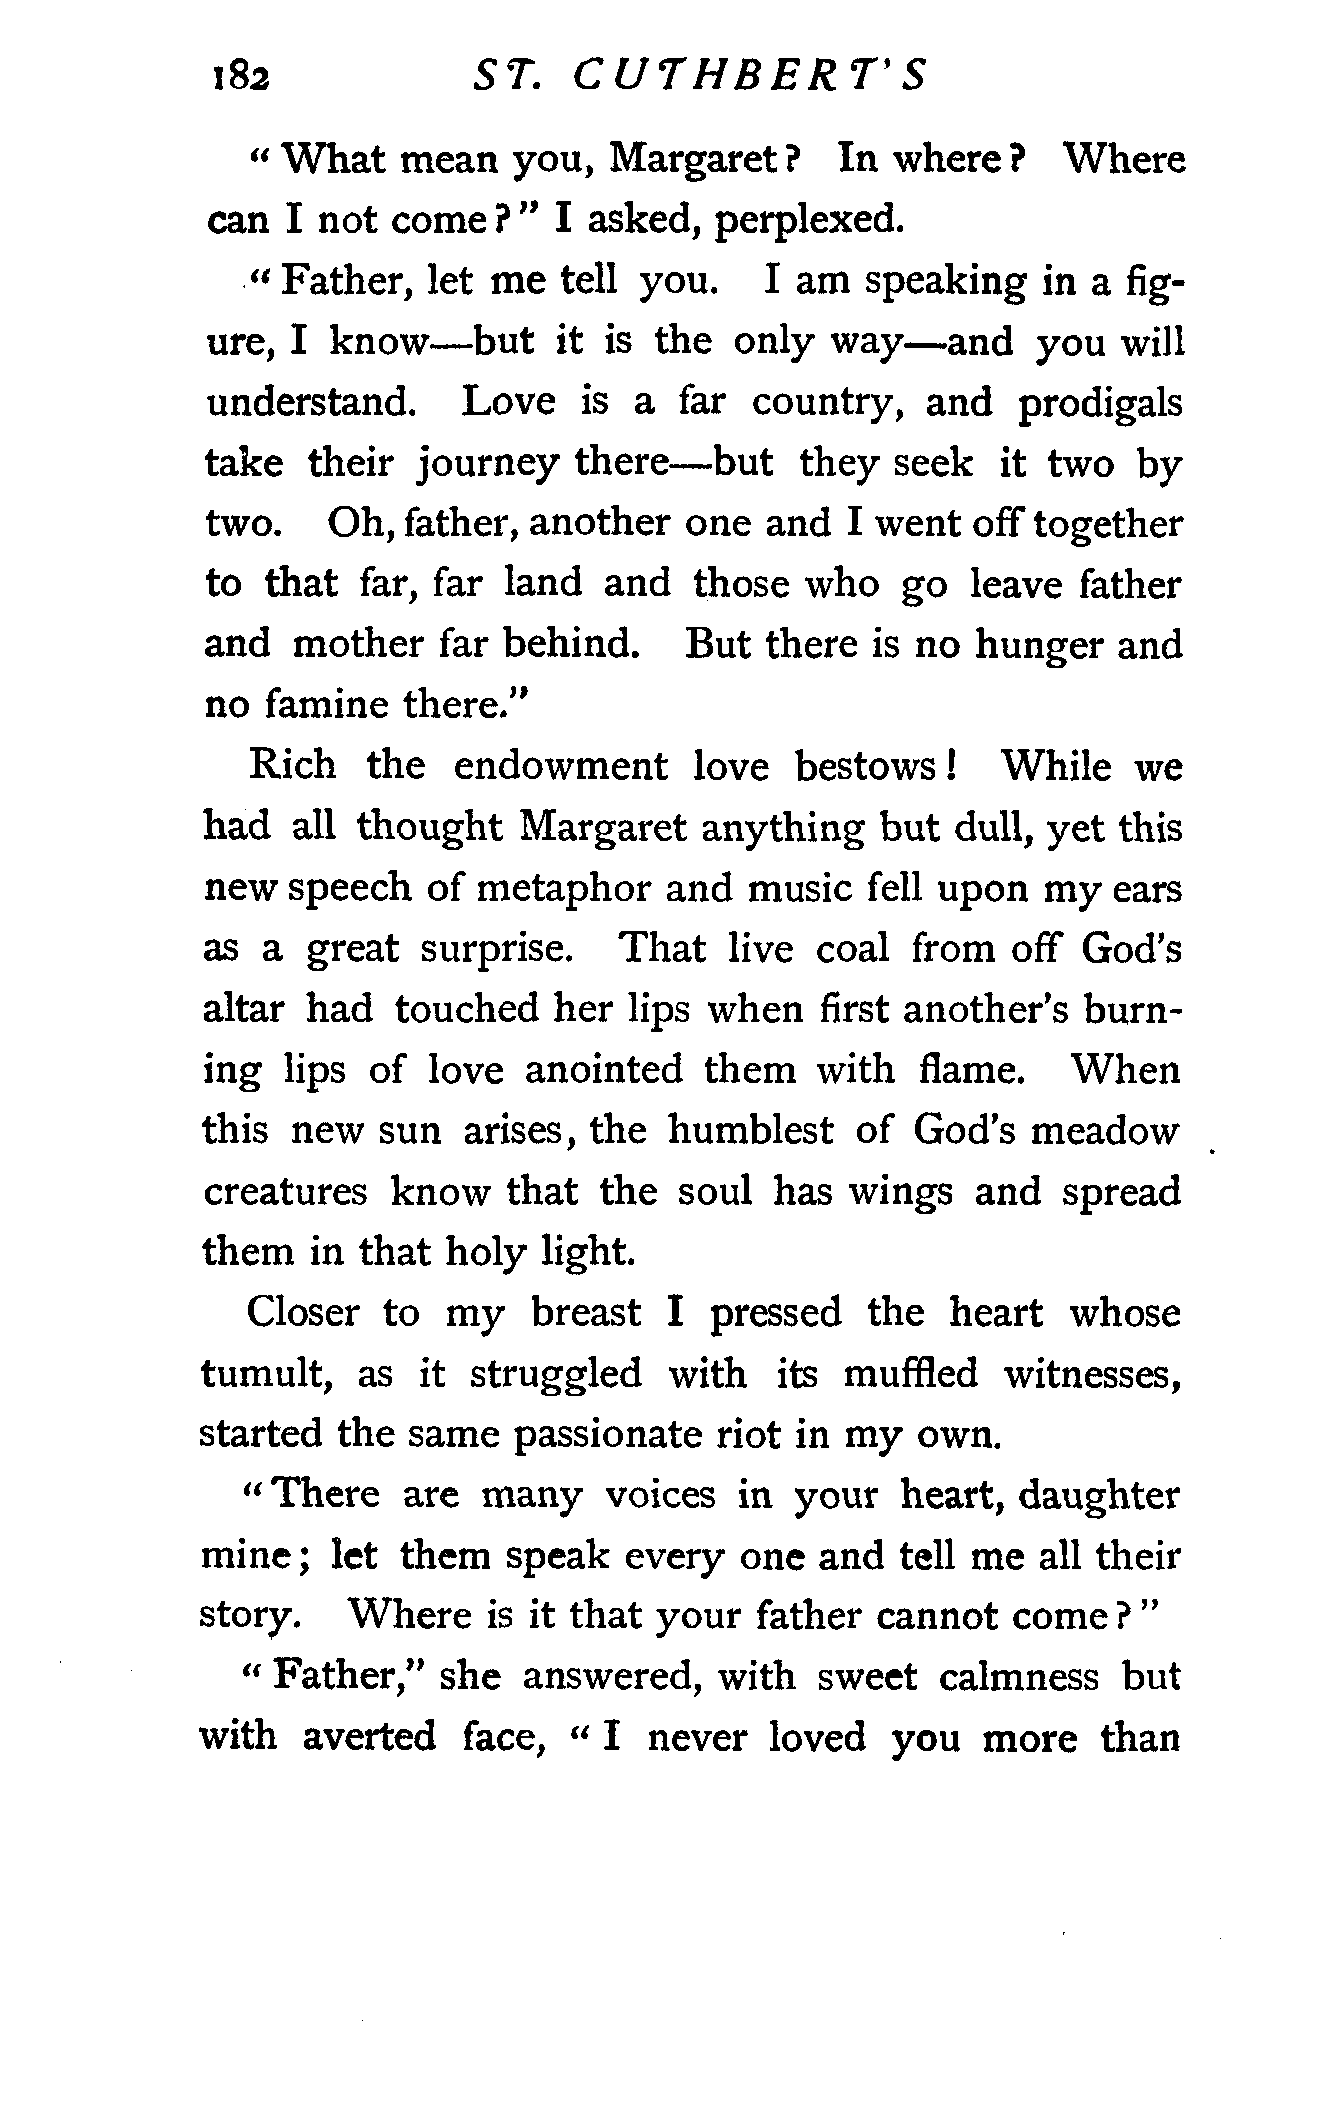 182 ST. CUTHBERT'S
“ What mean you, Margaret? In where? Where
can I not come?” I asked, perplexed.
“ Father, let me tell you. I am speaking in a fig-
ure, I know—but it is the only way—and you will
understand. Love is a far country, and prodigals
take their journey there—but they seek it two by
two. Oh, father, another one and I went off together
to that far, far land and those who go leave father
and mother far behind. But there is no hunger and
no famine there.”
Rich the endowment love bestows! While we
had all thought Margaret anything but dull, yet this
new speech of metaphor and music fell upon my ears
as a great surprise. That live coal from off God's
altar had touched her lips when first another's burn-
ing lips of love anointed them with flame. When
this new sun arises, the humblest of God's meadow
creatures know that the soul has wings and spread
them in that holy light.
Closer to my breast I pressed the heart whose
tumult, as it struggled with its muffled witnesses,
started the same passionate riot in my own.
“ There are many voices in your heart, daughter
mine; let them speak every one and tell me all their
story. Where is it that your father cannot come?”
“ Father,” she answered, with sweet calmness but
with averted face, “ I never loved you more than